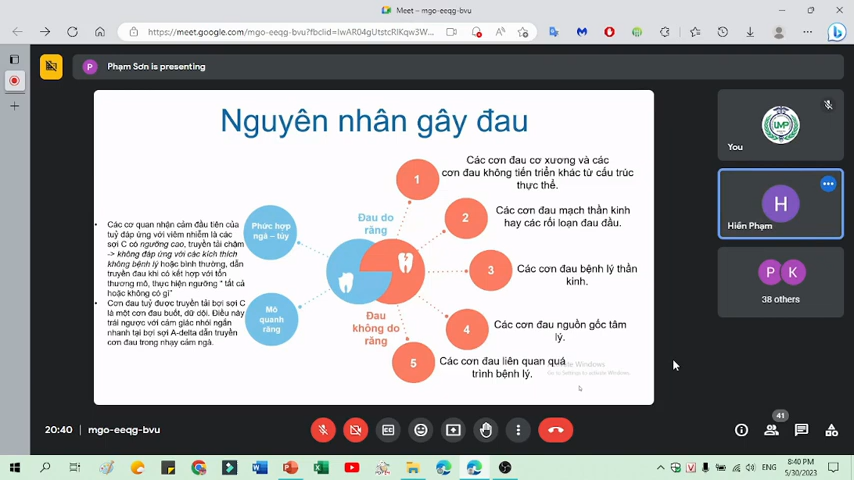 Meet – mgo-eeqg-bvu
https://meet.google.com/mgo-eeqg-bvu?fbclid=IwAR04gUtstcRlKqw3W...
P
Phạm Sơn is presenting
Nguyên nhân gây đau
Các cơ quan nhận cảm đầu tiên của
tuỷ đáp ứng với viêm nhiễm là các
sợi C có ngưỡng cao, truyền tải chậm
-> không đáp ứng với các kích thích
không bệnh lý hoặc bình thường, dẫn
truyền đau khi có kết hợp với tổn
thương mô, thực hiện ngưỡng " tất cả
hoặc không có gì"
Cơn đau tuỷ được truyền tải bợi sợi C
là một cơn đau buốt, dữ dội. Điều này
trái ngược với cảm giác nhói ngắn
nhanh tại bởi sợi A-delta dẫn truyền
cơn đau trong nhạy cảm ngà.
Phức hợp
ngà – tủy
Mô
quanh
răng
Đau do
răng
Đau
không do
răng
1
Các cơn đau cơ xương và các
cơn đau không tiến triển khác từ cấu trúc
thực thể.
2
Các cơn đau mạch thần kinh
hay các rối loạn đau đầu.
3
Các cơn đau bệnh lý thần
kinh.
4
Các cơn đau nguồn gốc tâm
lý.
5
Các cơn đau liên quan quá
trình bệnh lý.
Activate Windows
Go to Settings to activate Windows.
UMP
You
H
Hiền Phạm
P
K
38 others
20:40
mgo-eeqg-bvu
41
ENG
8:40 PM
5/30/2023